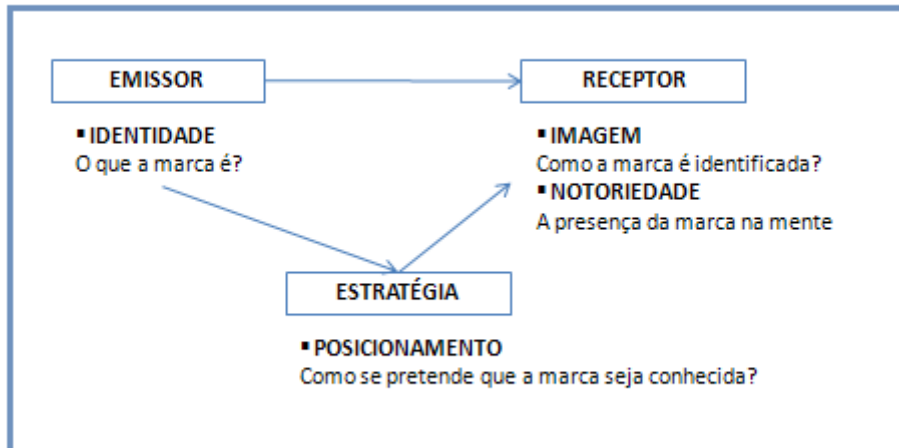 EMISSOR
RECEPTOR
▪ IDENTIDADE
O que a marca é?
▪ IMAGEM
Como a marca é identificada?
▪ NOTORIEDADE
A presença da marca na mente
ESTRATÉGIA
▪ POSICIONAMENTO
Como se pretende que a marca seja conhecida?